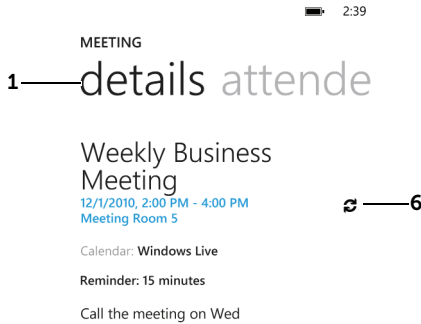 2:39
MEETING
1 details attende
Weekly Business
Meeting
12/1/2010, 2:00 PM - 4:00 PM
6
Meeting Room 5
Calendar: Windows Live
Reminder: 15 minutes
Call the meeting on Wed